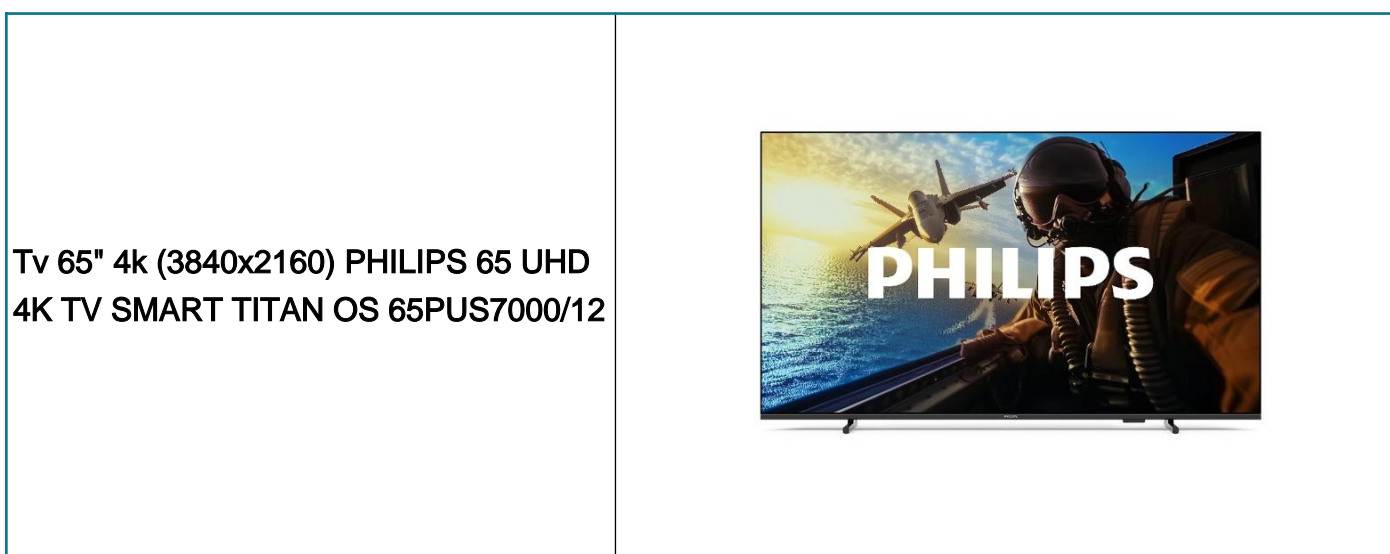 Tv 65" 4k (3840x2160) PHILIPS 65 UHD
4K TV SMART TITAN OS 65PUS7000/12
PHILIPS